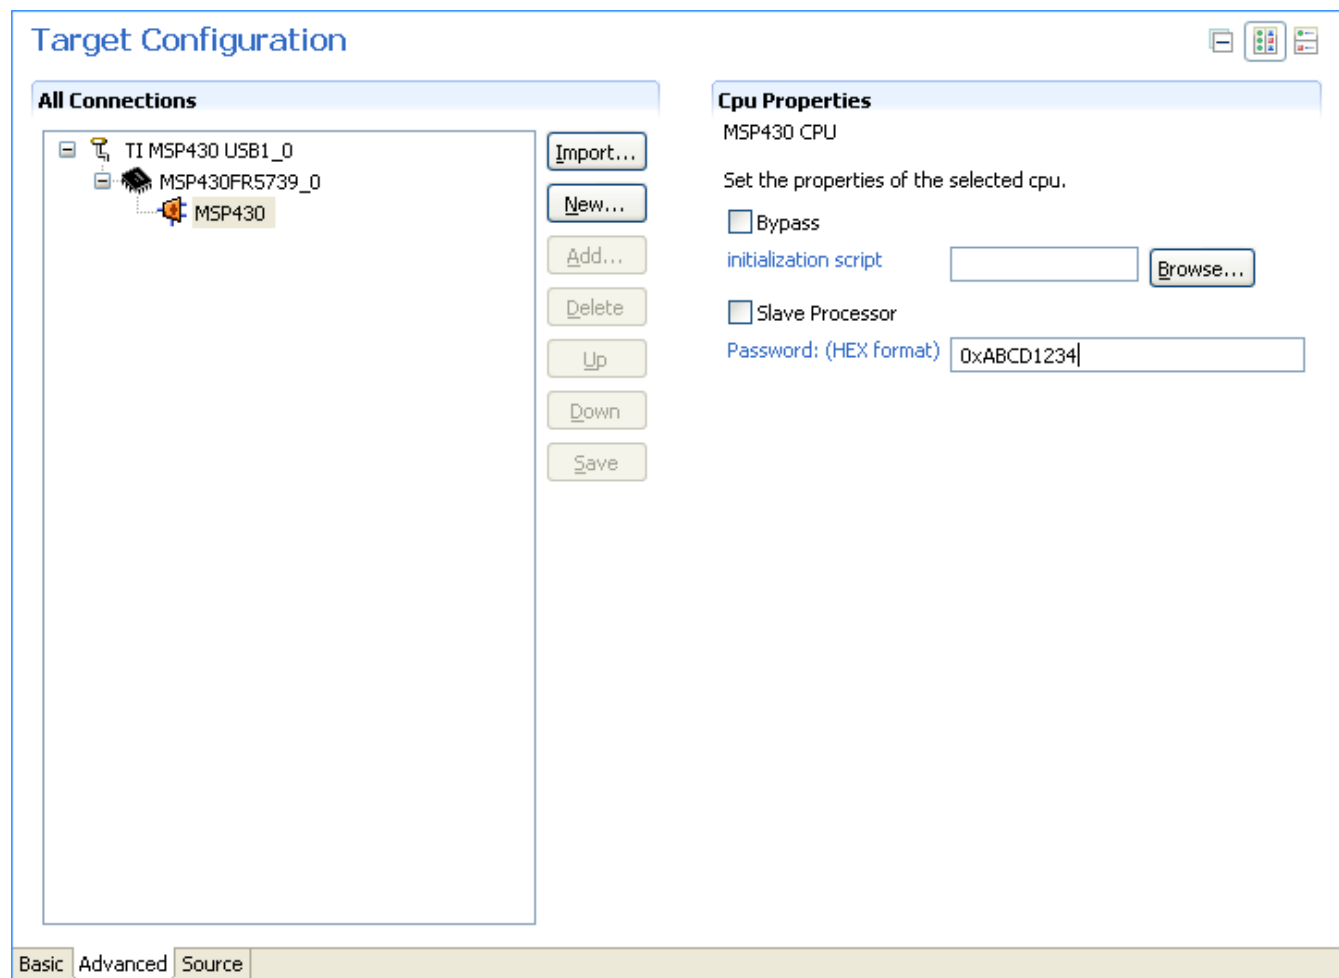 Target Configuration
All Connections
TI MSP430 USB1_0
MSP430FR5739_0
MSP430
Import...
New...
Add...
Delete
Up
Down
Save
Cpu Properties
MSP430 CPU
Set the properties of the selected cpu.
Bypass
initialization script
Browse...
Slave Processor
Password: (HEX format) 0xABCD1234
Basic Advanced Source